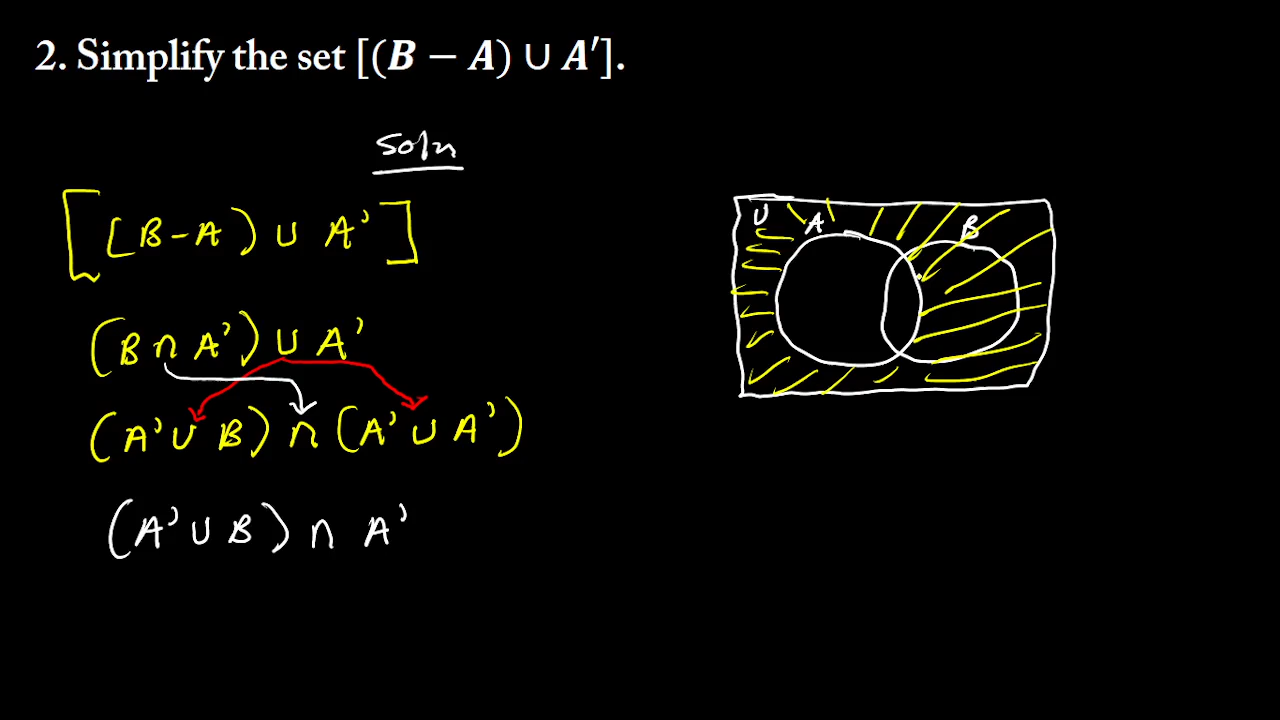 2. Simplify the set [(B − A) ∪ A′].
Soln
[(B-A) ∪ A']
(B ∩ A') ∪ A'
(A' ∪ B) ∩ (A' ∪ A')
(A' ∪ B) ∩ A'
U A B